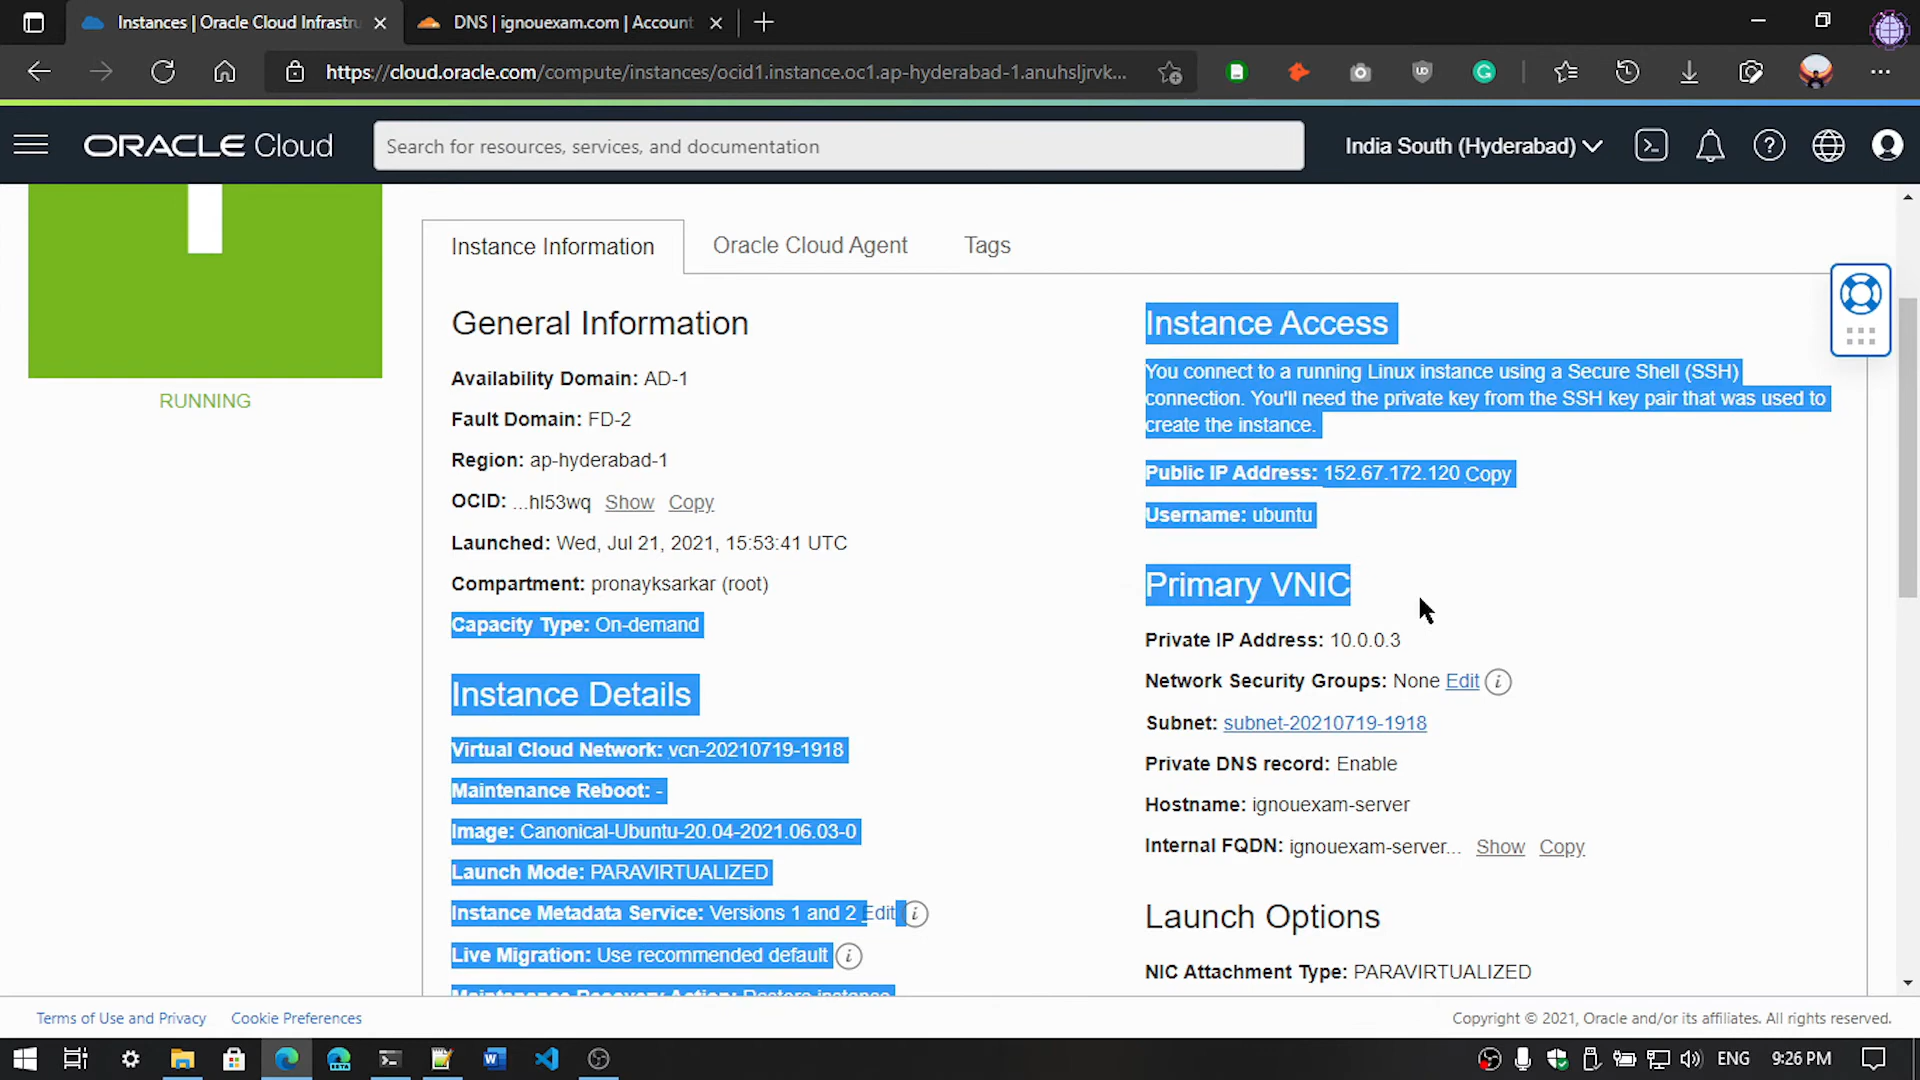 Instances | Oracle Cloud Infrastru
DNS | ignouexam.com | Account
https://cloud.oracle.com/compute/instances/ocid1.instance.oc1.ap-hyderabad-1.anuhsljrvk...
ORACLE Cloud
Search for resources, services, and documentation
India South (Hyderabad)
RUNNING
Instance Information
Oracle Cloud Agent
Tags
General Information
Availability Domain: AD-1
Fault Domain: FD-2
Region: ap-hyderabad-1
OCID: ...hl53wq Show Copy
Launched: Wed, Jul 21, 2021, 15:53:41 UTC
Compartment: pronayksarkar (root)
Capacity Type: On-demand
Instance Details
Virtual Cloud Network: vcn-20210719-1918
Maintenance Reboot: -
Image: Canonical-Ubuntu-20.04-2021.06.03-0
Launch Mode: PARAVIRTUALIZED
Instance Metadata Service: Versions 1 and 2 Edit
Live Migration: Use recommended default
Maintenance Recovery Action: Restore instance
Instance Access
You connect to a running Linux instance using a Secure Shell (SSH)
connection. You'll need the private key from the SSH key pair that was used to
create the instance.
Public IP Address: 152.67.172.120 Copy
Username: ubuntu
Primary VNIC
Private IP Address: 10.0.0.3
Network Security Groups: None Edit
Subnet: subnet-20210719-1918
Private DNS record: Enable
Hostname: ignouexam-server
Internal FQDN: ignouexam-server... Show Copy
Launch Options
NIC Attachment Type: PARAVIRTUALIZED
Terms of Use and Privacy
Cookie Preferences
Copyright © 2021, Oracle and/or its affiliates. All rights reserved.
BETA
ENG
9:26 PM